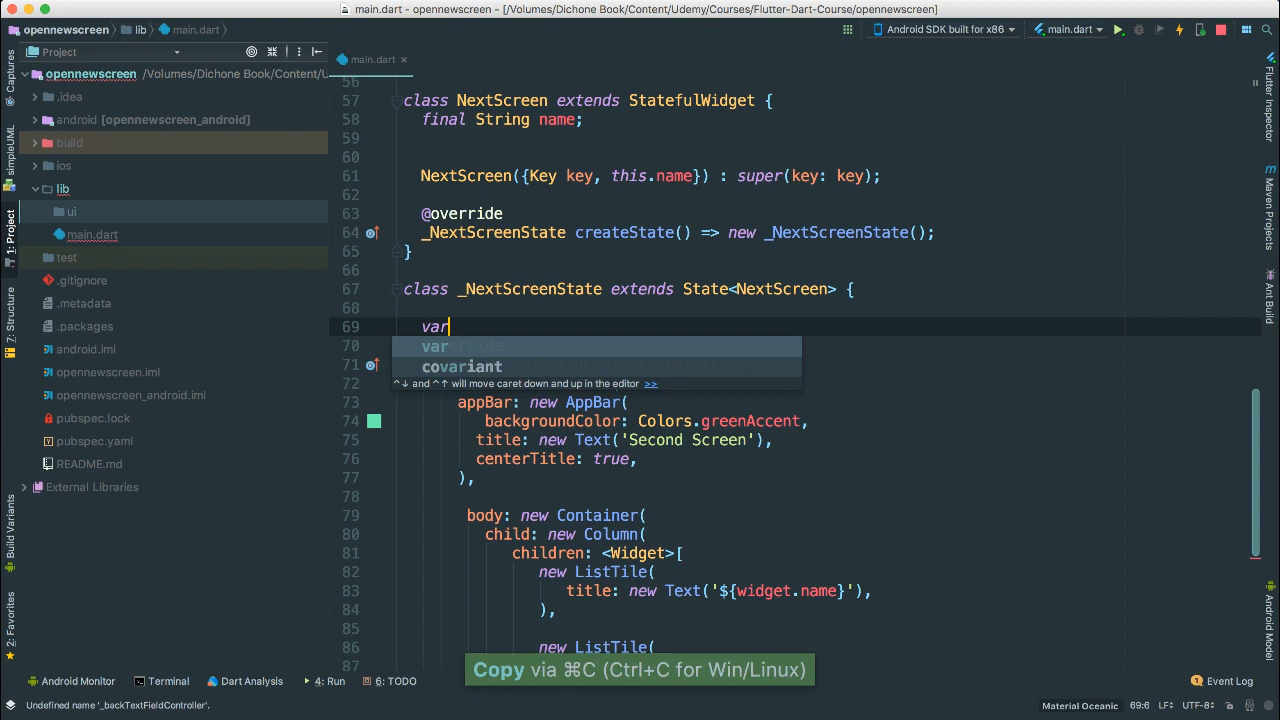 main.dart - opennewscreen - [/Volumes/Dichone Book/Content/Udemy/Courses/Flutter-Dart-Course/opennewscreen]
opennewscreen
lib
main.dart
Android SDK built for x86
main.dart
Project
main.dart ×
Captures
simpleUML
1: Project
7: Structure
Build Variants
2: Favorites
opennewscreen /Volumes/Dichone Book/Content/U
.idea
android [opennewscreen_android]
build
ios
lib
ui
main.dart
test
.gitignore
.metadata
.packages
android.iml
opennewscreen.iml
opennewscreen_android.iml
pubspec.lock
pubspec.yaml
README.md
External Libraries
56
57 class NextScreen extends StatefulWidget {
58 final String name;
59
60
61 NextScreen({Key key, this.name}) : super(key: key);
62
63 @override
64 _NextScreenState createState() => new _NextScreenState();
65 }
66
67 class _NextScreenState extends State<NextScreen> {
68
69 var
70
var
71
covariant
^↓ and ^↑ will move caret down and up in the editor >>
72
73 appBar: new AppBar(
74 backgroundColor: Colors.greenAccent,
75 title: new Text('Second Screen'),
76 centerTitle: true,
77 ),
78
79 body: new Container(
80 child: new Column(
81 children: <Widget>[
82 new ListTile(
83 title: new Text('${widget.name}'),
84 ),
85
86 new ListTile(
87
Copy via ⌘C (Ctrl+C for Win/Linux)
Flutter Inspector
Maven Projects
Ant Build
Android Model
Android Monitor
Terminal
Dart Analysis
4: Run
6: TODO
1 Event Log
Undefined name '_backTextFieldController'.
Material Oceanic
69:6
LF
UTF-8